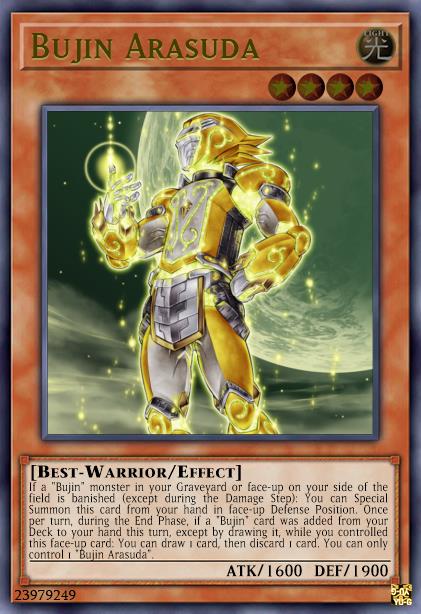 Bujin Arasuda
LIGHT
光
[Best-Warrior/Effect]
If a "Bujin" monster in your Graveyard or face-up on your side of the
field is banished (except during the Damage Step): You can Special
Summon this card from your hand in face-up Defense Position. Once
per turn, during the End Phase, if a "Bujin" card was added from your
Deck to your hand this turn, except by drawing it, while you controlled
this face-up card: You can draw 1 card, then discard 1 card. You can only
control 1 "Bujin Arasuda".
ATK/1600 DEF/1900
23979249